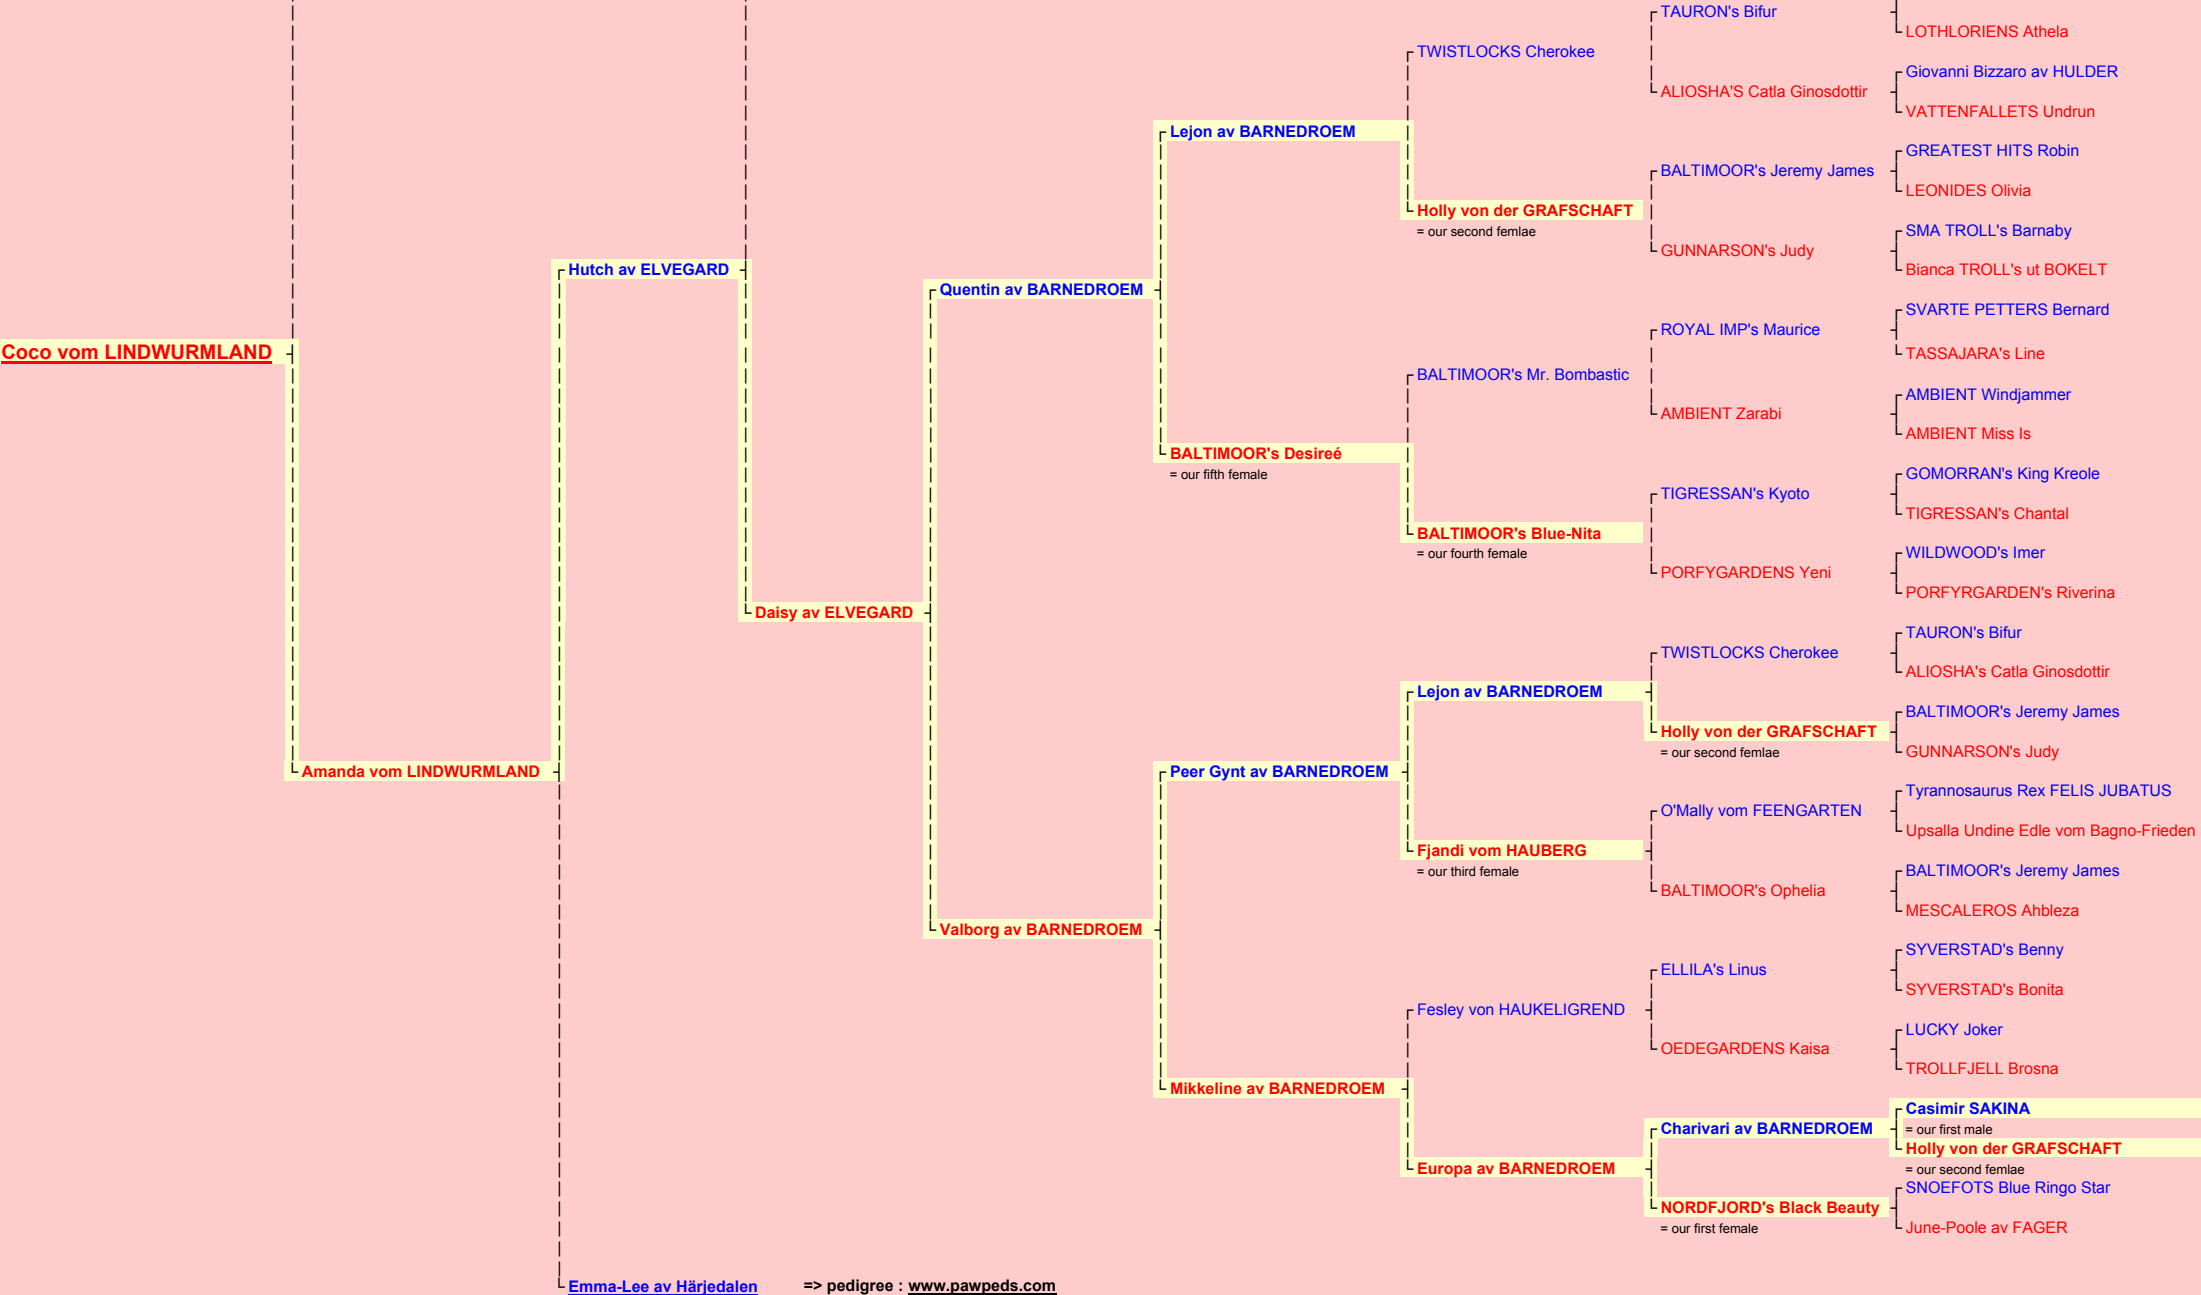 TAURON's Bifur
LOTHLORIENS Athela
TWISTLOCKS Cherokee
Giovanni Bizzaro av HULDER
ALIOSHA'S Catla Ginosdottir
VATTENFALLETS Undrun
Lejon av BARNEDROEM
GREATEST HITS Robin
BALTIMOOR's Jeremy James
LEONIDES Olivia
Holly von der GRAFSCHAFT
= our second femlae
SMA TROLL's Barnaby
GUNNARSON's Judy
Bianca TROLL's ut BOKELT
Hutch av ELVEGARD
Quentin av BARNEDROEM
SVARTE PETTERS Bernard
ROYAL IMP's Maurice
Coco vom LINDWURMLAND
TASSAJARA's Line
BALTIMOOR's Mr. Bombastic
AMBIENT Windjammer
AMBIENT Zarabi
AMBIENT Miss Is
BALTIMOOR's Desireé
= our fifth female
GOMORRAN's King Kreole
TIGRESSAN's Kyoto
TIGRESSAN's Chantal
BALTIMOOR's Blue-Nita
= our fourth female
WILDWOOD's Imer
PORFYGARDENS Yeni
PORFYRGARDEN's Riverina
Daisy av ELVEGARD
TAURON's Bifur
TWISTLOCKS Cherokee
ALIOSHA's Catla Ginosdottir
Lejon av BARNEDROEM
BALTIMOOR's Jeremy James
Holly von der GRAFSCHAFT
= our second femlae
GUNNARSON's Judy
Amanda vom LINDWURMLAND
Peer Gynt av BARNEDROEM
Tyrannosaurus Rex FELIS JUBATUS
O'Mally vom FEENGARTEN
Upsalla Undine Edle vom Bagno-Frieden
Fjandi vom HAUBERG
= our third female
BALTIMOOR's Jeremy James
BALTIMOOR's Ophelia
MESCALEROS Ahbleza
Valborg av BARNEDROEM
SYVERSTAD's Benny
ELLILA's Linus
SYVERSTAD's Bonita
Fesley von HAUKELIGREND
LUCKY Joker
OEDEGARDENS Kaisa
TROLLFJELL Brosna
Mikkeline av BARNEDROEM
Casimir SAKINA
= our first male
Charivari av BARNEDROEM
Holly von der GRAFSCHAFT
= our second femlae
Europa av BARNEDROEM
SNOEFOTS Blue Ringo Star
NORDFJORD's Black Beauty
= our first female
June-Poole av FAGER
Emma-Lee av Härjedalen => pedigree : www.pawpeds.com